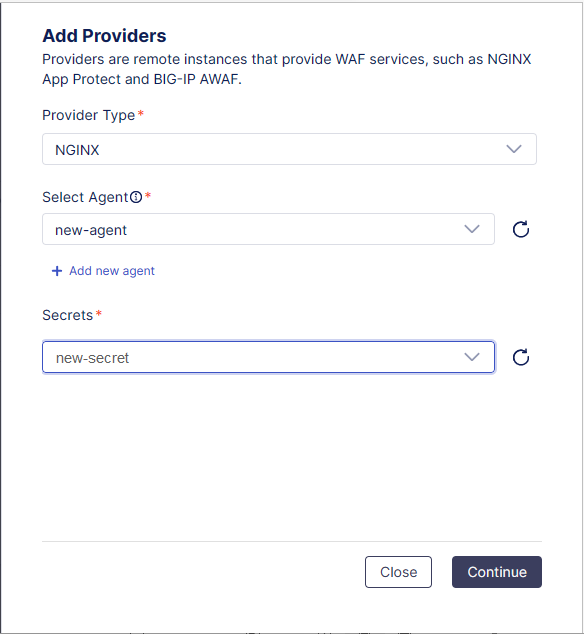 Add Providers
Providers are remote instances that provide WAF services, such as NGINX
App Protect and BIG-IP AWAF.
Provider Type*
NGINX
Select Agent *
new-agent
+ Add new agent
Secrets*
new-secret
Close
Continue